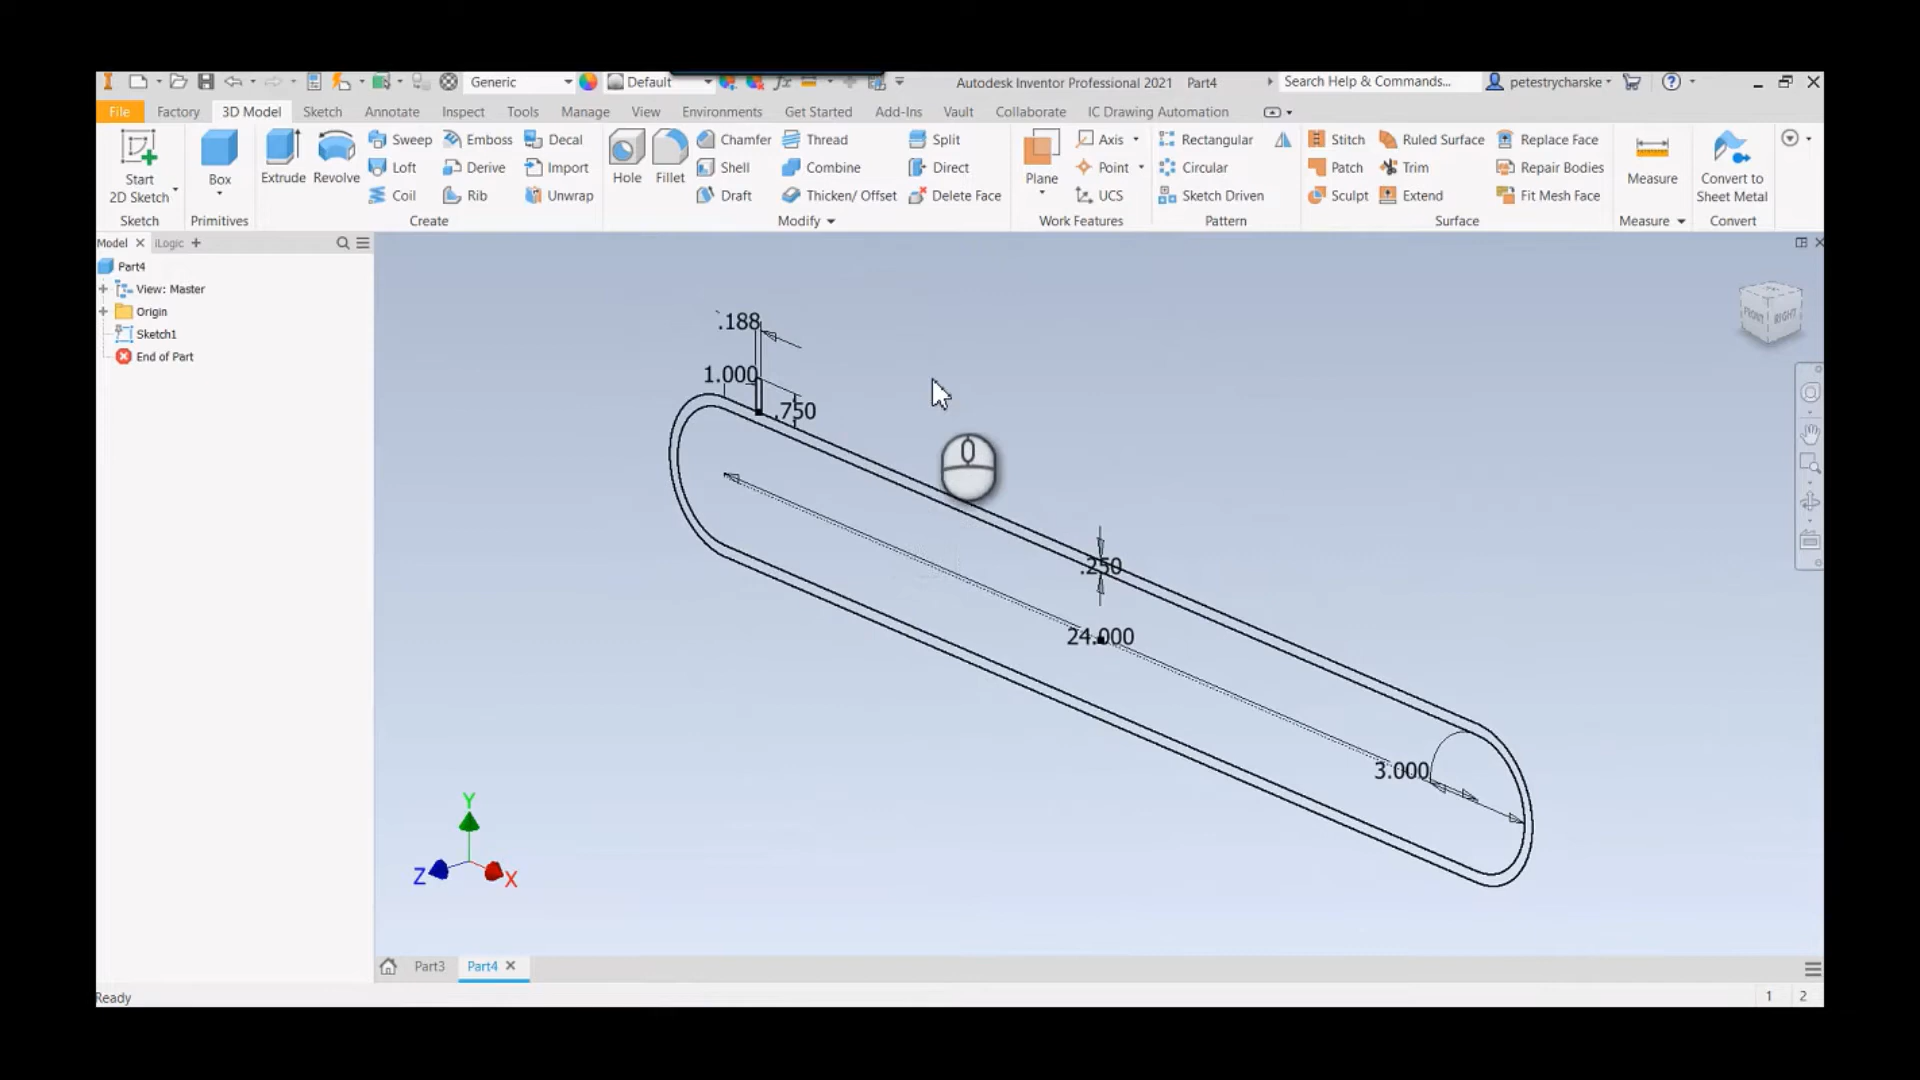 Generic Default fx Autodesk Inventor Professional 2021 Part4 Search Help & Commands... petestrycharske
File Factory 3D Model Sketch Annotate Inspect Tools Manage View Environments Get Started Add-Ins Vault Collaborate IC Drawing Automation
Start 2D Sketch
Sketch
Box
Primitives
Extrude Revolve
Sweep Emboss Decal
Loft Derive Import
Coil Rib Unwrap
Create
Hole Fillet
Chamfer Thread Split
Shell Combine Direct
Draft Thicken/ Offset Delete Face
Modify
Plane
Axis
Point
UCS
Work Features
Rectangular
Circular
Sketch Driven
Pattern
Stitch Ruled Surface Replace Face
Patch Trim Repair Bodies
Sculpt Extend Fit Mesh Face
Surface
Measure
Measure
Convert to
Sheet Metal
Convert
Model iLogic
Part4
View: Master
Origin
Sketch1
End of Part
.188
1.000
.750
.250
24.000
3.000
FRONT RIGHT
Y
Z X
Part3 Part4
Ready 1 2